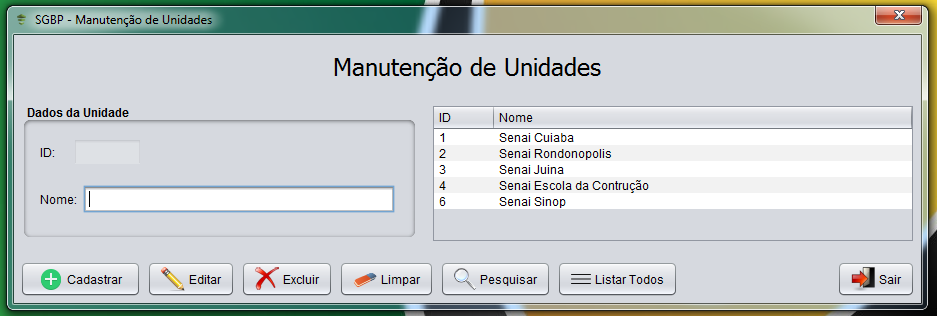 SGBP - Manutenção de Unidades
Manutenção de Unidades
Dados da Unidade
ID:
Nome:
ID Nome
1 Senai Cuiaba
2 Senai Rondonopolis
3 Senai Juina
4 Senai Escola da Contrução
6 Senai Sinop
Cadastrar Editar Excluir Limpar Pesquisar Listar Todos Sair